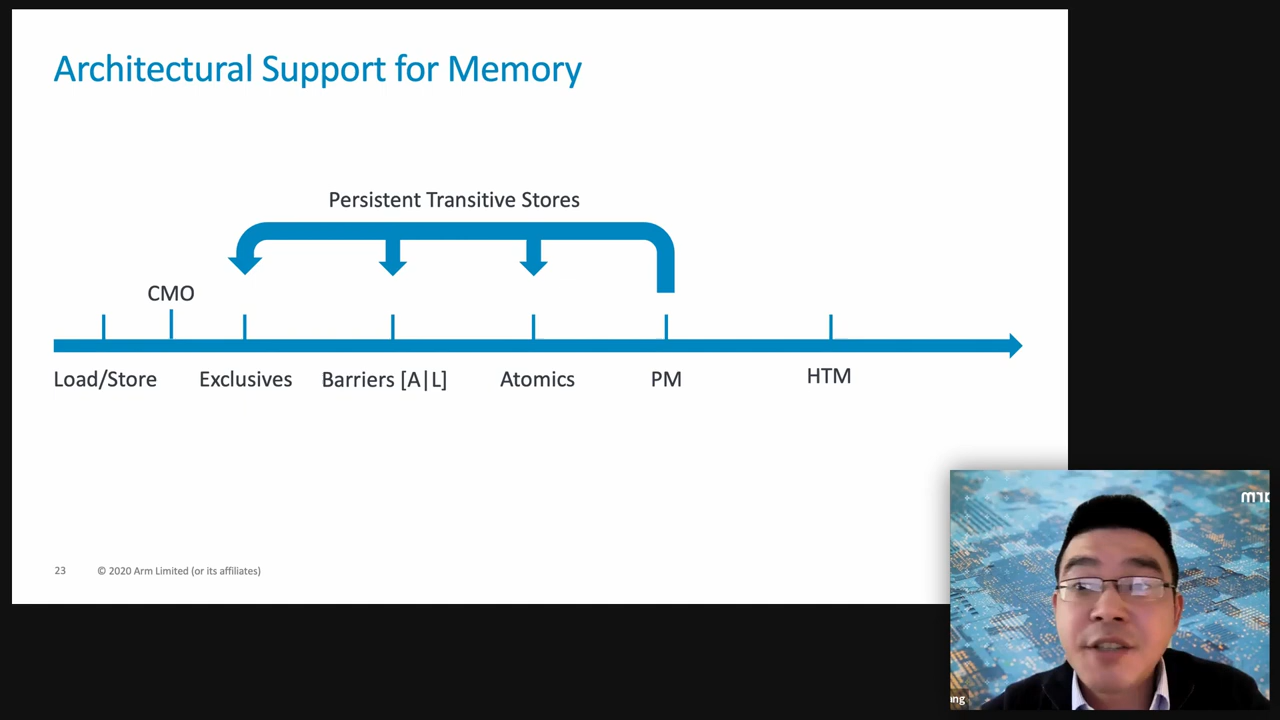 Architectural Support for Memory
Persistent Transitive Stores
CMO
Load/Store Exclusives Barriers [A|L] Atomics PM HTM
23 © 2020 Arm Limited (or its affiliates)